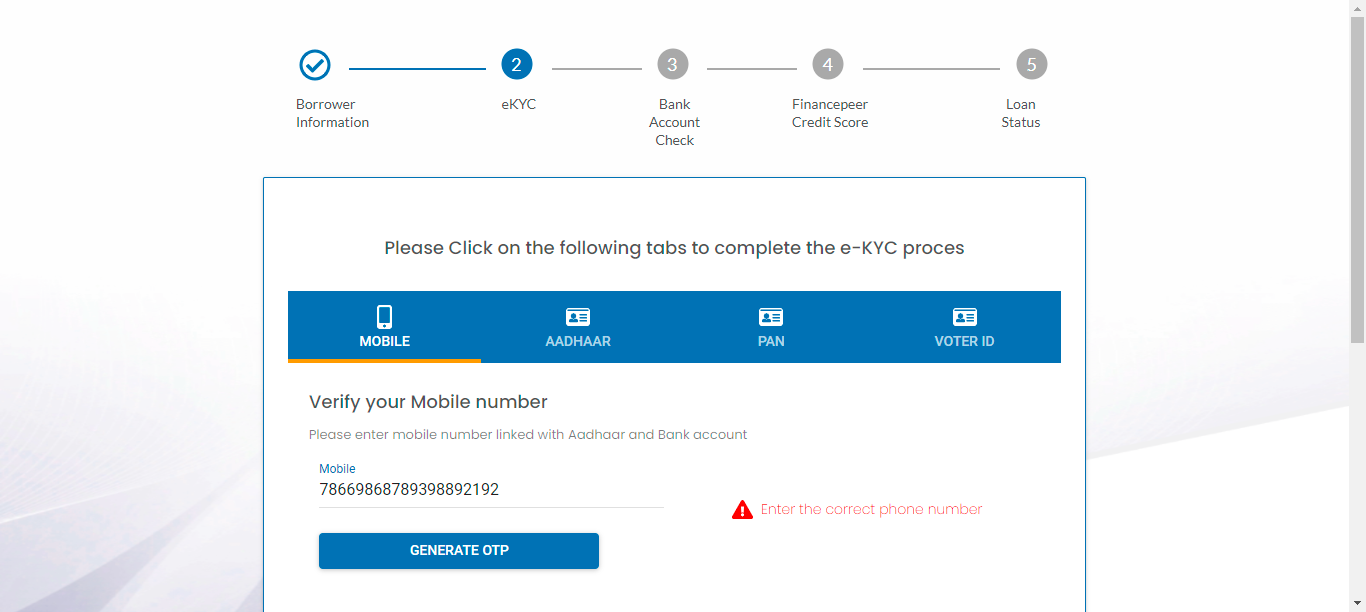 2
3
4
5
Borrower
Information
eKYC
Bank
Account
Check
Financepeer
Credit Score
Loan
Status
Please Click on the following tabs to complete the e-KYC proces
MOBILE
AADHAAR
PAN
VOTER ID
Verify your Mobile number
Please enter mobile number linked with Aadhaar and Bank account
Mobile
78669868789398892192
Enter the correct phone number
GENERATE OTP